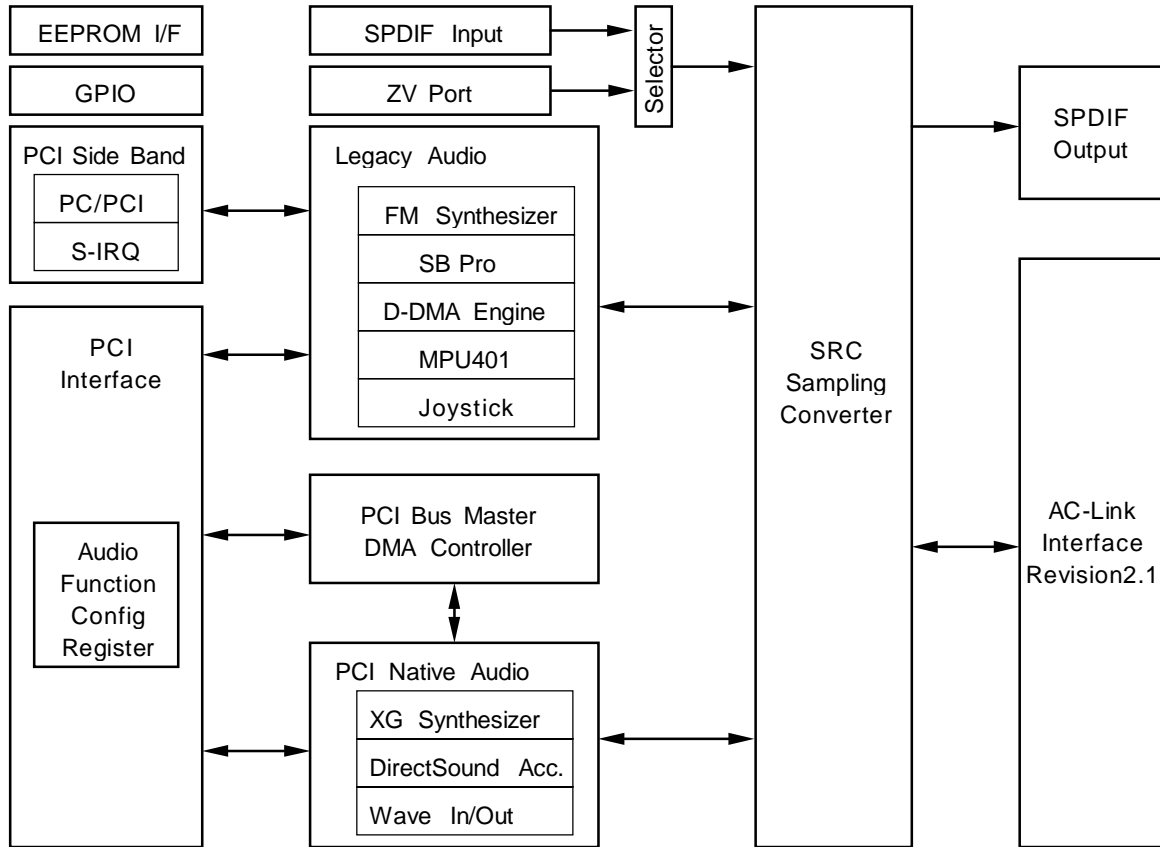 EEPROM I/F
GPIO
PCI Side Band
PC/PCI
S-IRQ
PCI
Interface
Audio
Function
Config
Register
SPDIF Input
ZV Port
Selector
Legacy Audio
FM Synthesizer
SB Pro
D-DMA Engine
MPU401
Joystick
PCI Bus Master
DMA Controller
PCI Native Audio
XG Synthesizer
DirectSound Acc.
Wave In/Out
SRC
Sampling
Converter
SPDIF
Output
AC-Link
Interface
Revision2.1